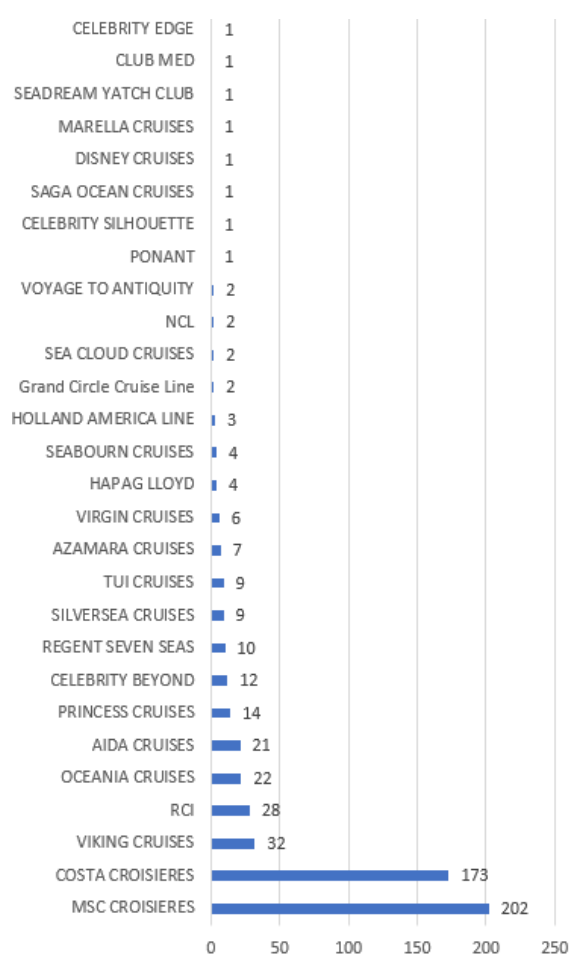 CELEBRITY EDGE 1
CLUB MED 1
SEADREAM YATCH CLUB 1
MARELLA CRUISES 1
DISNEY CRUISES 1
SAGA OCEAN CRUISES 1
CELEBRITY SILHOUETTE 1
PONANT 1
VOYAGE TO ANTIQUITY 2
NCL 2
SEA CLOUD CRUISES 2
Grand Circle Cruise Line 2
HOLLAND AMERICA LINE 3
SEABOURN CRUISES 4
HAPAG LLOYD 4
VIRGIN CRUISES 6
AZAMARA CRUISES 7
TUI CRUISES 9
SILVERSEA CRUISES 9
REGENT SEVEN SEAS 10
CELEBRITY BEYOND 12
PRINCESS CRUISES 14
AIDA CRUISES 21
OCEANIA CRUISES 22
RCI 28
VIKING CRUISES 32
COSTA CROISIERES 173
MSC CROISIERES 202
0 50 100 150 200 250